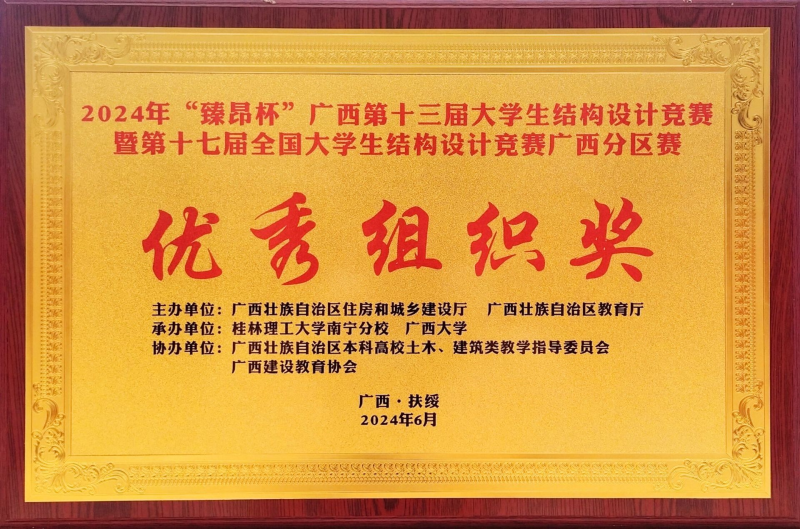 2024年“臻昂杯”广西第十三届大学生结构设计竞赛
暨第十七届全国大学生结构设计竞赛广西分区赛
优秀组织奖
主办单位：广西壮族自治区住房和城乡建设厅 广西壮族自治区教育厅
承办单位：桂林理工大学南宁分校 广西大学
协办单位：广西壮族自治区本科高校土木、建筑类教学指导委员会
广西建设教育协会
广西·扶绥
2024年6月